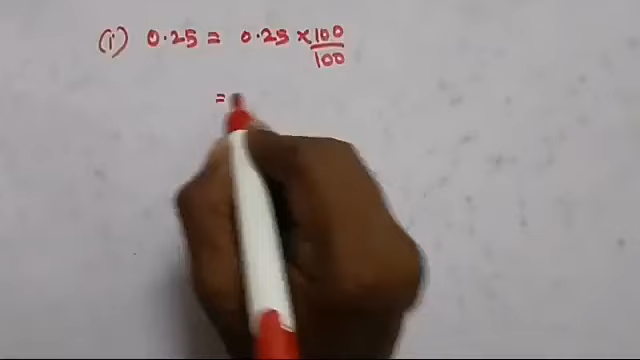 (i) 0.25 = 0.25 × 100/100
=